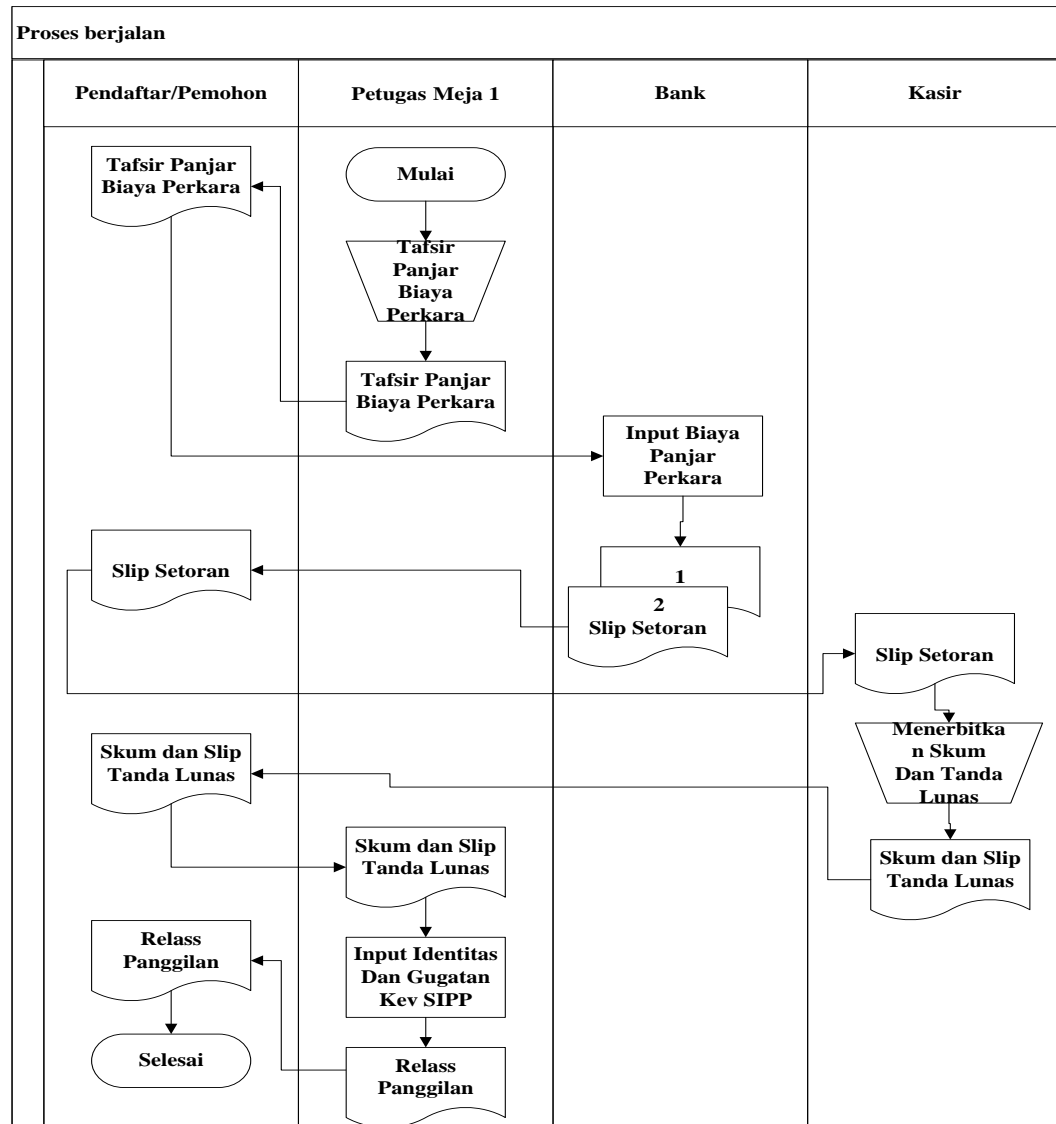 Proses berjalan
Pendaftar/Pemohon
Petugas Meja 1
Bank
Kasir
Tafsir Panjar
Biaya Perkara
Mulai
Tafsir
Panjar
Biaya
Perkara
Tafsir Panjar
Biaya Perkara
Input Biaya
Panjar
Perkara
Slip Setoran
1
2
Slip Setoran
Slip Setoran
Menerbitka
n Skum
Dan Tanda
Lunas
Skum dan Slip
Tanda Lunas
Skum dan Slip
Tanda Lunas
Skum dan Slip
Tanda Lunas
Relass
Panggilan
Input Identitas
Dan Gugatan
Kev SIPP
Selesai
Relass
Panggilan